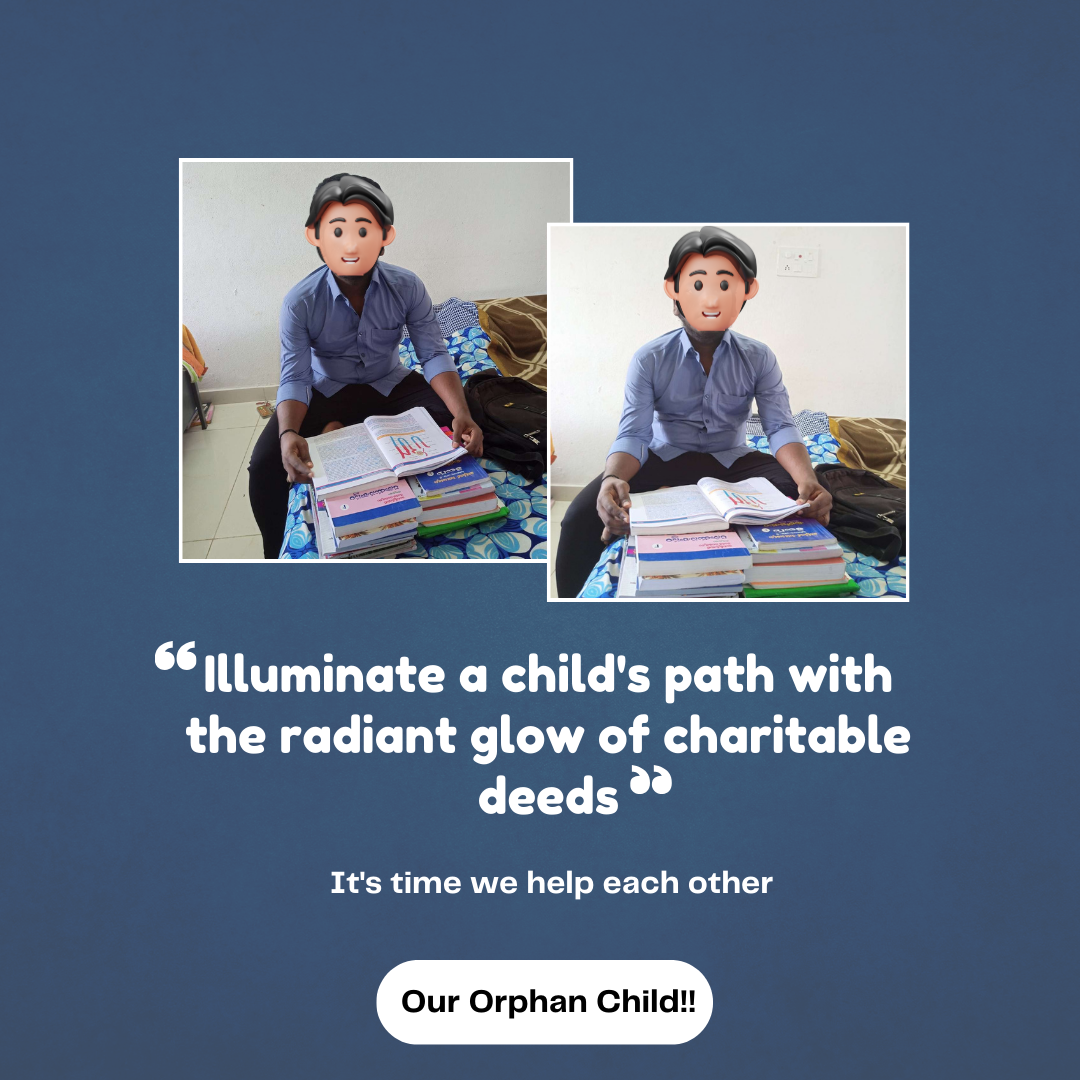 “Illuminate a child's path with
the radiant glow of charitable
deeds”
It's time we help each other
Our Orphan Child!!